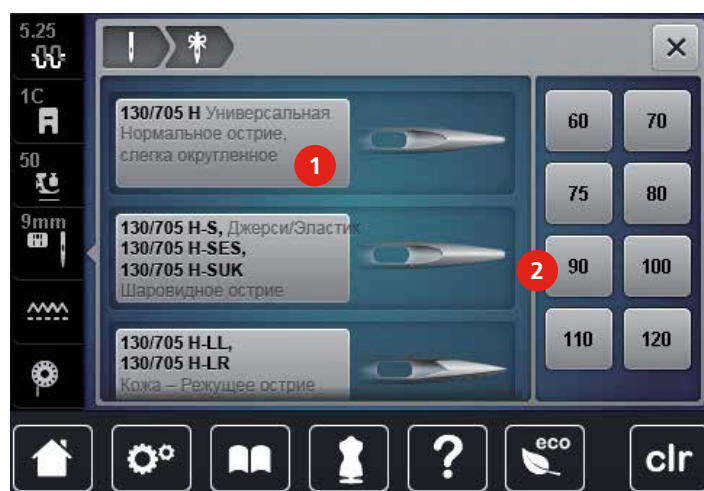 5.25
1C
50
9mm
130/705 H Универсальная
Нормальное острие,
слегка округленное
1
130/705 H-S, Джерси/Эластик
130/705 H-SES,
130/705 H-SUK
Шаровидное острие
130/705 H-LL,
130/705 H-LR
Кожа – Режущее острие
2
60 70
75 80
90 100
110 120
? eco clr